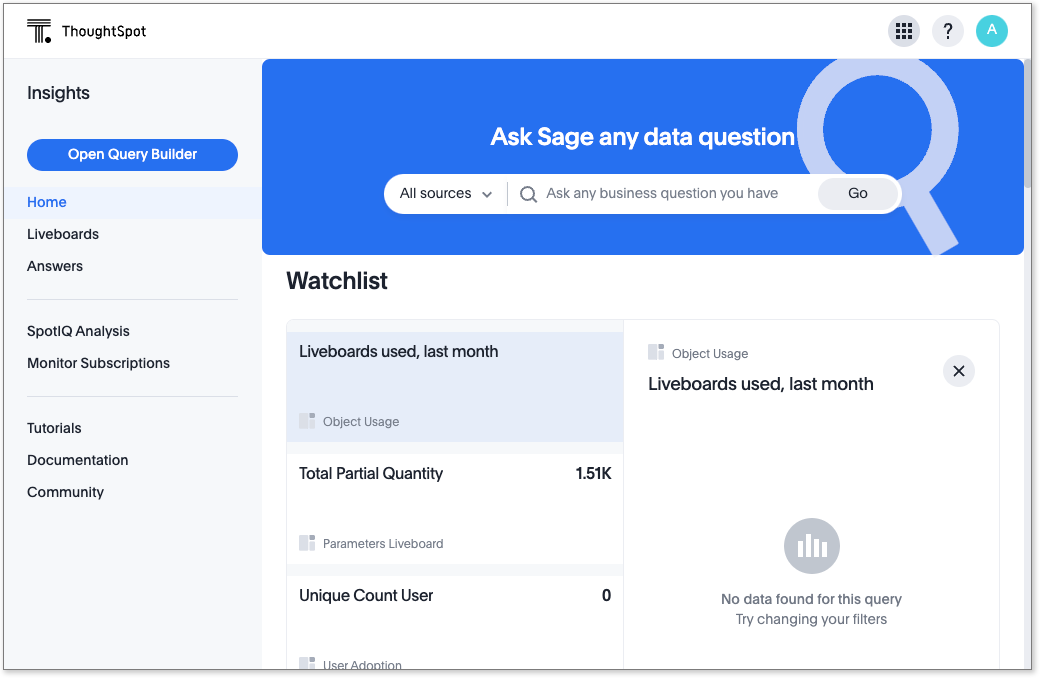 ThoughtSpot
?
A
Insights
Open Query Builder
Home
Liveboards
Answers
SpotIQ Analysis
Monitor Subscriptions
Tutorials
Documentation
Community
Ask Sage any data question
All sources
Ask any business question you have
Go
Watchlist
Liveboards used, last month
Object Usage
Total Partial Quantity 1.51K
Parameters Liveboard
Unique Count User 0
User Adoption
Object Usage
Liveboards used, last month
No data found for this query
Try changing your filters